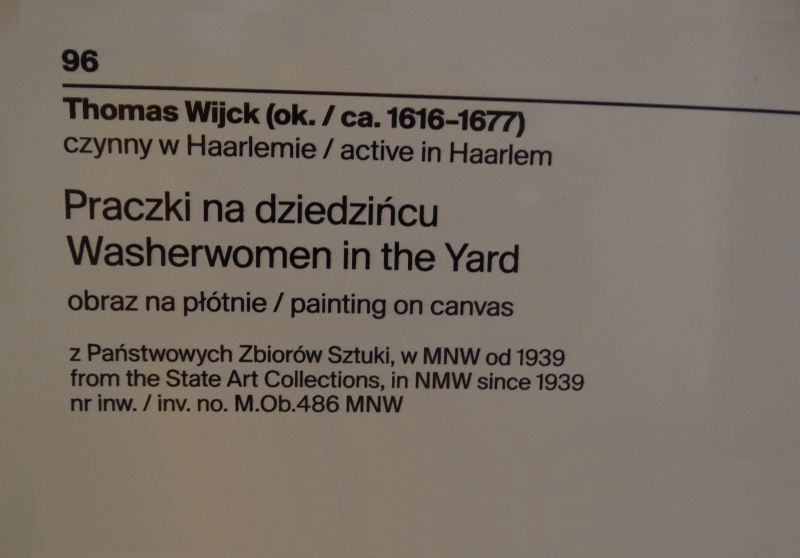 96
Thomas Wijck (ok. / ca. 1616–1677)
czynny w Haarlemie / active in Haarlem
Praczki na dziedzińcu
Washerwomen in the Yard
obraz na płótnie / painting on canvas
z Państwowych Zbiorów Sztuki, w MNW od 1939
from the State Art Collections, in NMW since 1939
nr inw. / inv. no. M.Ob.486 MNW